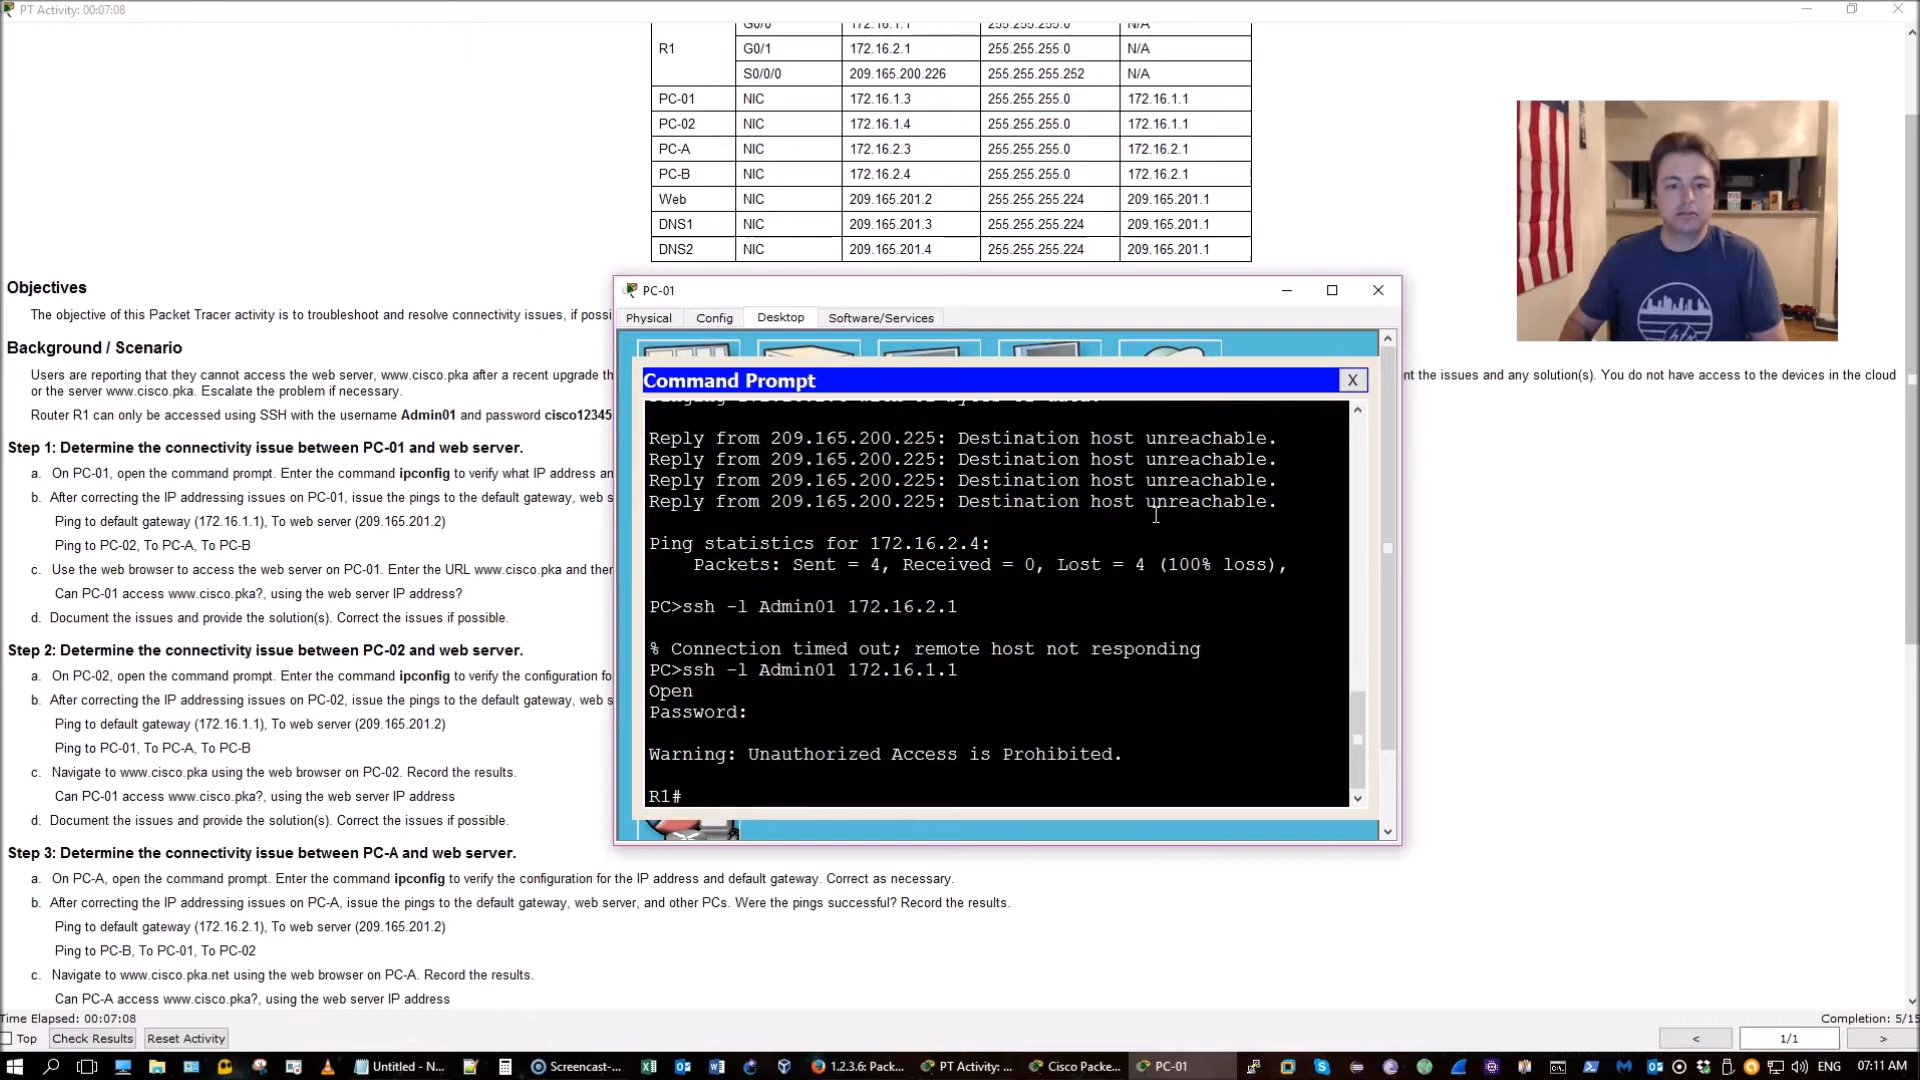 PT Activity: 00:07:08
G0/0 172.16.1.1 255.255.255.0 N/A
R1 G0/1 172.16.2.1 255.255.255.0 N/A
S0/0/0 209.165.200.226 255.255.255.252 N/A
PC-01 NIC 172.16.1.3 255.255.255.0 172.16.1.1
PC-02 NIC 172.16.1.4 255.255.255.0 172.16.1.1
PC-A NIC 172.16.2.3 255.255.255.0 172.16.2.1
PC-B NIC 172.16.2.4 255.255.255.0 172.16.2.1
Web NIC 209.165.201.2 255.255.255.224 209.165.201.1
DNS1 NIC 209.165.201.3 255.255.255.224 209.165.201.1
DNS2 NIC 209.165.201.4 255.255.255.224 209.165.201.1
Objectives
The objective of this Packet Tracer activity is to troubleshoot and resolve connectivity issues, if possi
Background / Scenario
Users are reporting that they cannot access the web server, www.cisco.pka after a recent upgrade th
nt the issues and any solution(s). You do not have access to the devices in the cloud
or the server www.cisco.pka. Escalate the problem if necessary.
Router R1 can only be accessed using SSH with the username Admin01 and password cisco12345
Step 1: Determine the connectivity issue between PC-01 and web server.
a. On PC-01, open the command prompt. Enter the command ipconfig to verify what IP address an
b. After correcting the IP addressing issues on PC-01, issue the pings to the default gateway, web s
Ping to default gateway (172.16.1.1), To web server (209.165.201.2)
Ping to PC-02, To PC-A, To PC-B
c. Use the web browser to access the web server on PC-01. Enter the URL www.cisco.pka and then
Can PC-01 access www.cisco.pka?, using the web server IP address?
d. Document the issues and provide the solution(s). Correct the issues if possible.
Step 2: Determine the connectivity issue between PC-02 and web server.
a. On PC-02, open the command prompt. Enter the command ipconfig to verify the configuration fo
b. After correcting the IP addressing issues on PC-02, issue the pings to the default gateway, web s
Ping to default gateway (172.16.1.1), To web server (209.165.201.2)
Ping to PC-01, To PC-A, To PC-B
c. Navigate to www.cisco.pka using the web browser on PC-02. Record the results.
Can PC-01 access www.cisco.pka?, using the web server IP address
d. Document the issues and provide the solution(s). Correct the issues if possible.
Step 3: Determine the connectivity issue between PC-A and web server.
a. On PC-A, open the command prompt. Enter the command ipconfig to verify the configuration for the IP address and default gateway. Correct as necessary.
b. After correcting the IP addressing issues on PC-A, issue the pings to the default gateway, web server, and other PCs. Were the pings successful? Record the results.
Ping to default gateway (172.16.2.1), To web server (209.165.201.2)
Ping to PC-B, To PC-01, To PC-02
c. Navigate to www.cisco.pka.net using the web browser on PC-A. Record the results.
Can PC-A access www.cisco.pka?, using the web server IP address
PC-01
Physical Config Desktop Software/Services
Command Prompt X
Reply from 209.165.200.225: Destination host unreachable.
Reply from 209.165.200.225: Destination host unreachable.
Reply from 209.165.200.225: Destination host unreachable.
Reply from 209.165.200.225: Destination host unreachable.
Ping statistics for 172.16.2.4:
Packets: Sent = 4, Received = 0, Lost = 4 (100% loss),
PC>ssh -l Admin01 172.16.2.1
% Connection timed out; remote host not responding
PC>ssh -l Admin01 172.16.1.1
Open
Password:
Warning: Unauthorized Access is Prohibited.
R1#
Time Elapsed: 00:07:08 Completion: 5/15
Top Check Results Reset Activity < 1/1 >
Untitled - N... Screencast-... 1.2.3.6: Pack... PT Activity: ... Cisco Packe... PC-01 ENG 07:11 AM